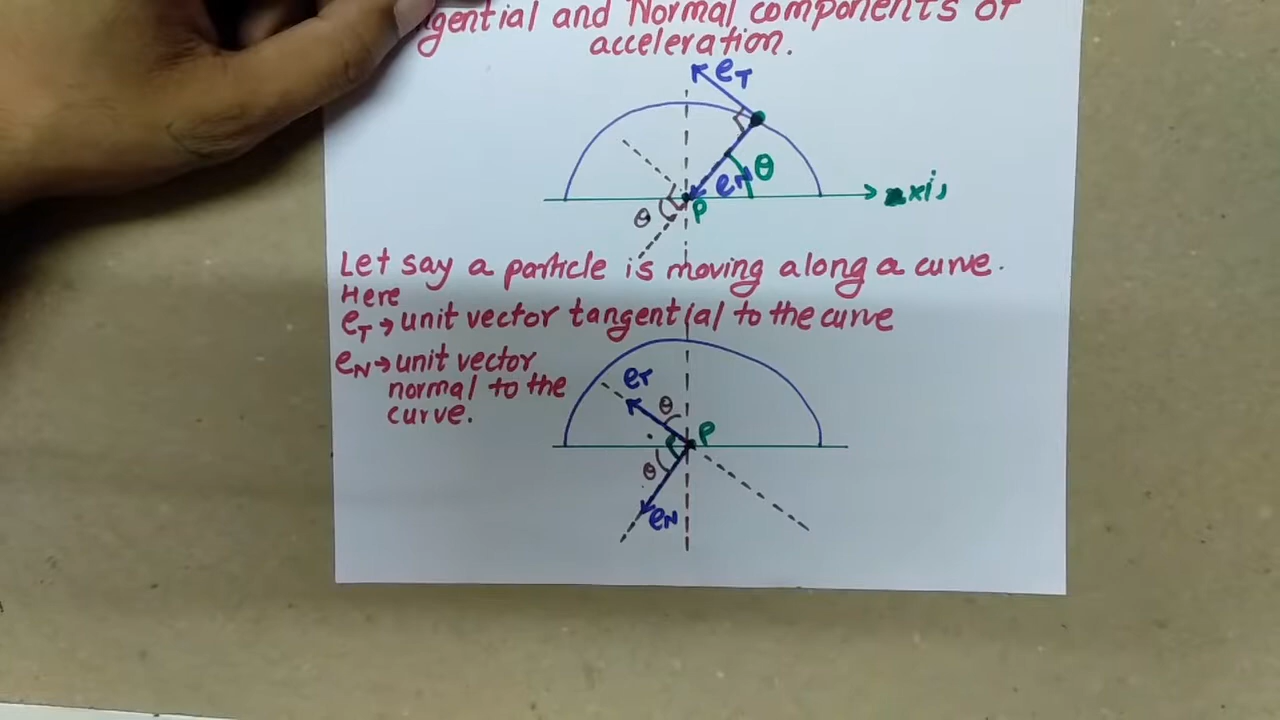 gential and Normal components of
acceleration.
eT
θ
eN
axis
θ
P
Let say a particle is moving along a curve.
Here
eT → unit vector tangential to the curve
eN → unit vector
normal to the
curve.
eT
θ
P
θ
eN